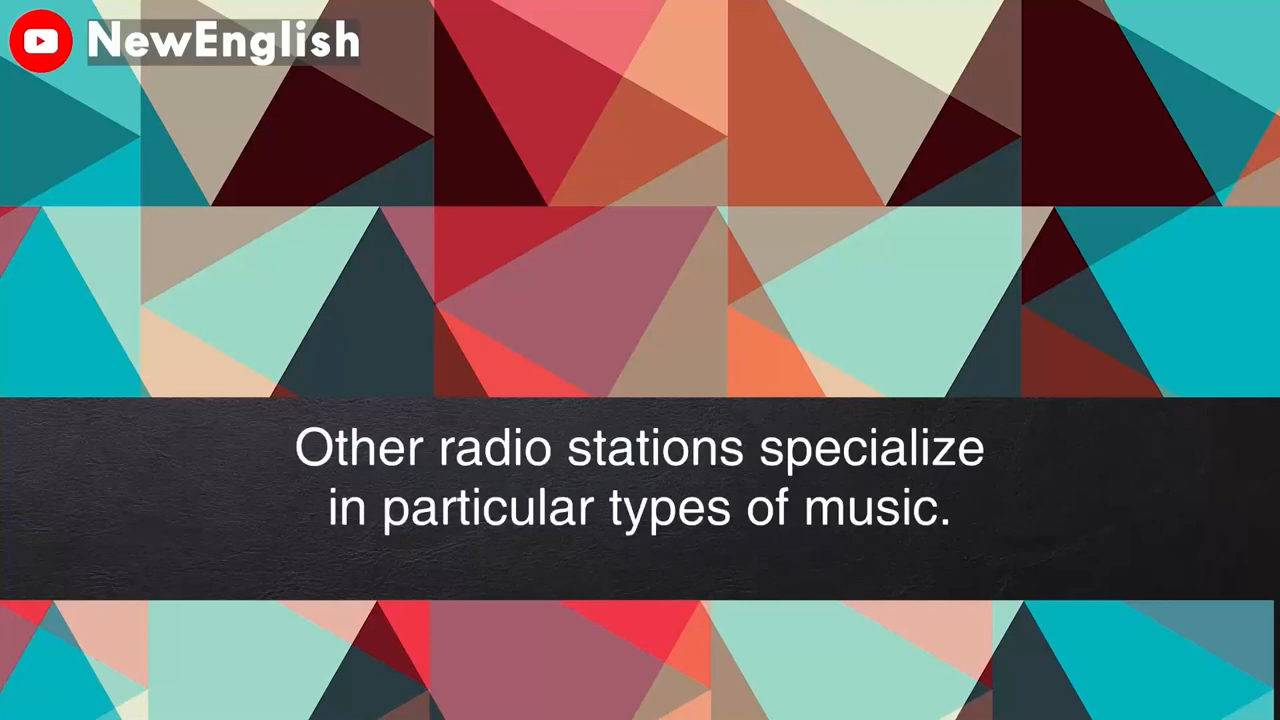 NewEnglish
Other radio stations specialize
in particular types of music.